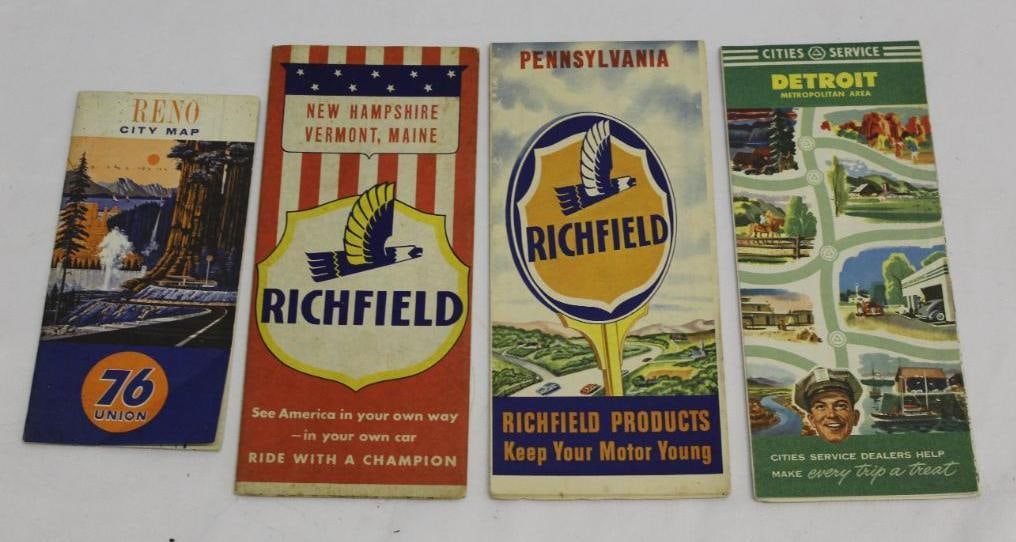 RENO
CITY MAP
76
UNION
NEW HAMPSHIRE
VERMONT, MAINE
RICHFIELD
See America in your own way
—in your own car
RIDE WITH A CHAMPION
PENNSYLVANIA
RICHFIELD
RICHFIELD PRODUCTS
Keep Your Motor Young
CITIES SERVICE
DETROIT
METROPOLITAN AREA
CITIES SERVICE DEALERS HELP
MAKE every trip a treat